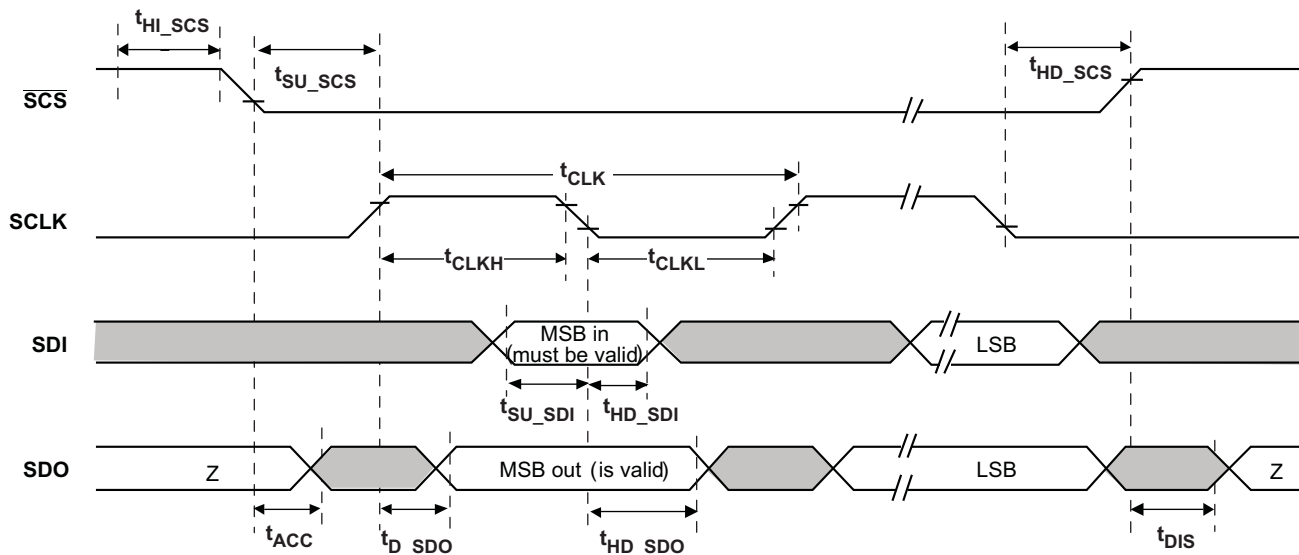 tHI_SCS
tSU_SCS
tHD_SCS
SCS
tCLK
SCLK
tCLKH
tCLKL
SDI
MSB in
(must be valid)
LSB
tSU_SDI
tHD_SDI
SDO
Z
MSB out (is valid)
LSB
Z
tACC
tD_SDO
tHD_SDO
tDIS